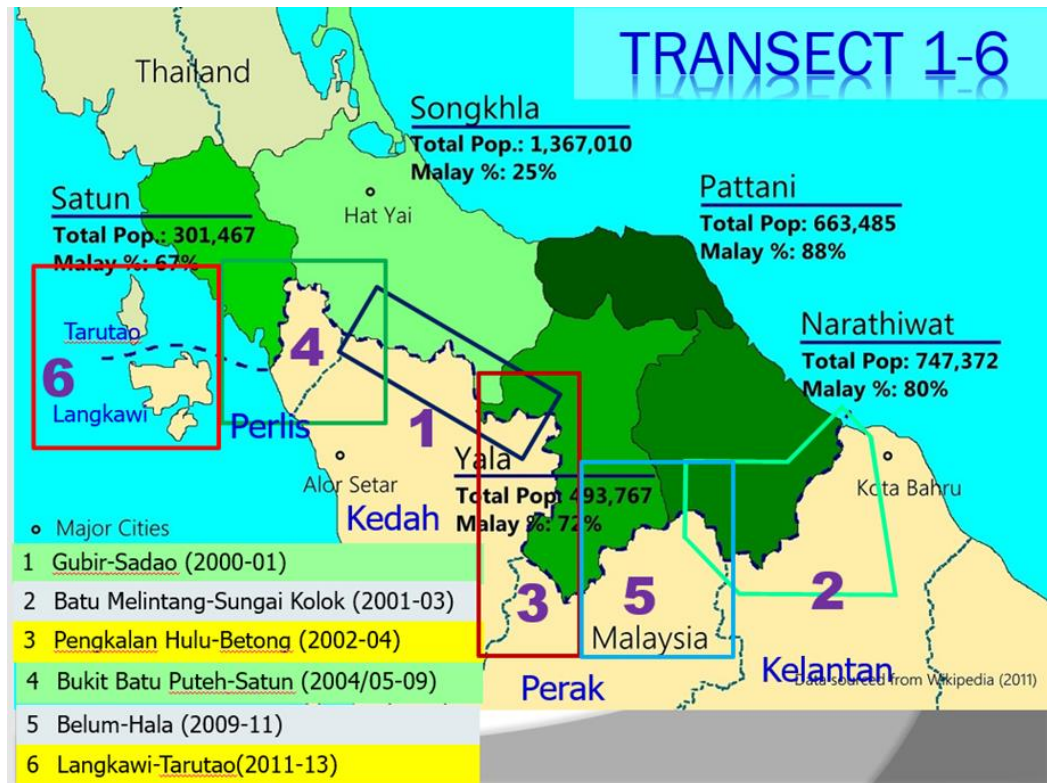 TRANSECT 1-6
Thailand
Songkhla
Total Pop.: 1,367,010
Malay %: 25%
Hat Yai
Satun
Total Pop.: 301,467
Malay %: 67%
Pattani
Total Pop: 663,485
Malay %: 88%
Narathiwat
Total Pop: 747,372
Malay %: 80%
Tarutao
6
Langkawi
4
Perlis
1
Alor Setar
Kedah
Yala
Total Pop: 493,767
Malay %: 72%
Kota Bahru
Major Cities
3
5
2
Malaysia
Perak
Kelantan
Data sourced from Wikipedia (2011)
1 Gubir-Sadao (2000-01)
2 Batu Melintang-Sungai Kolok (2001-03)
3 Pengkalan Hulu-Betong (2002-04)
4 Bukit Batu Puteh-Satun (2004/05-09)
5 Belum-Hala (2009-11)
6 Langkawi-Tarutao(2011-13)